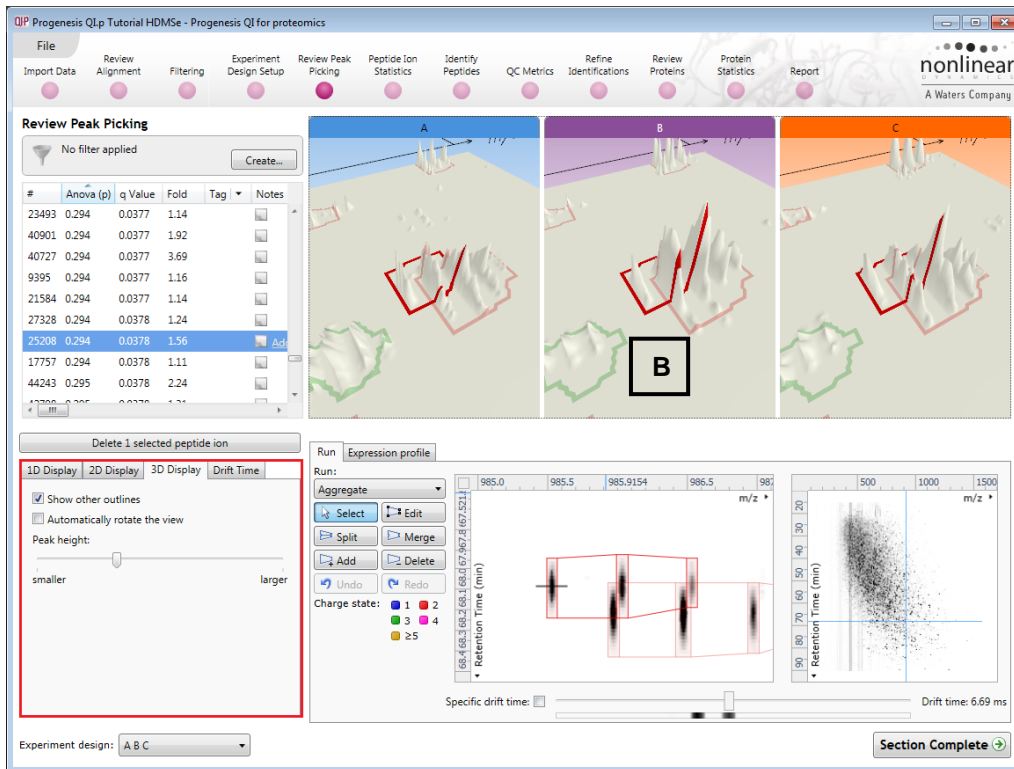 QIP Progenesis QI.p Tutorial HDMSe - Progenesis QI for proteomics
File
Import Data
Review Alignment
Filtering
Experiment Design Setup
Review Peak Picking
Peptide Ion Statistics
Identify Peptides
QC Metrics
Refine Identifications
Review Proteins
Protein Statistics
Report
nonlinear
DYNAMICS
A Waters Company
Review Peak Picking
No filter applied
Create...
# Anova (p) q Value Fold Tag Notes
23493 0.294 0.0377 1.14
40901 0.294 0.0377 1.92
40727 0.294 0.0377 3.69
9395 0.294 0.0377 1.16
21584 0.294 0.0377 1.14
27328 0.294 0.0378 1.24
25208 0.294 0.0378 1.56 Add
17757 0.294 0.0378 1.11
44243 0.295 0.0378 2.24
A
B
C
m/z
B
Delete 1 selected peptide ion
1D Display 2D Display 3D Display Drift Time
Show other outlines
Automatically rotate the view
Peak height:
smaller larger
Run Expression profile
Run:
Aggregate
Select Edit
Split Merge
Add Delete
Undo Redo
Charge state: 1 2
3 4
≥5
985.0 985.5 985.9154 986.5 987
m/z
Retention Time (min)
500 1000 1500
m/z
20
30
40
50
60
70
80
90
Retention Time (min)
Specific drift time:
Drift time: 6.69 ms
Experiment design: A B C
Section Complete